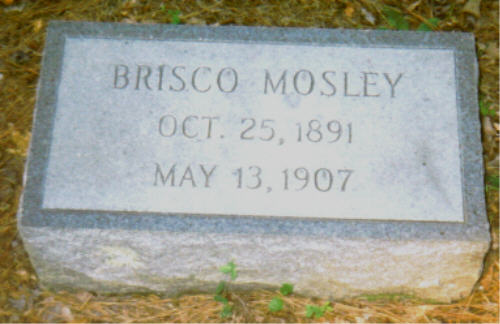 BRISCO MOSLEY
OCT. 25, 1891
MAY 13, 1907